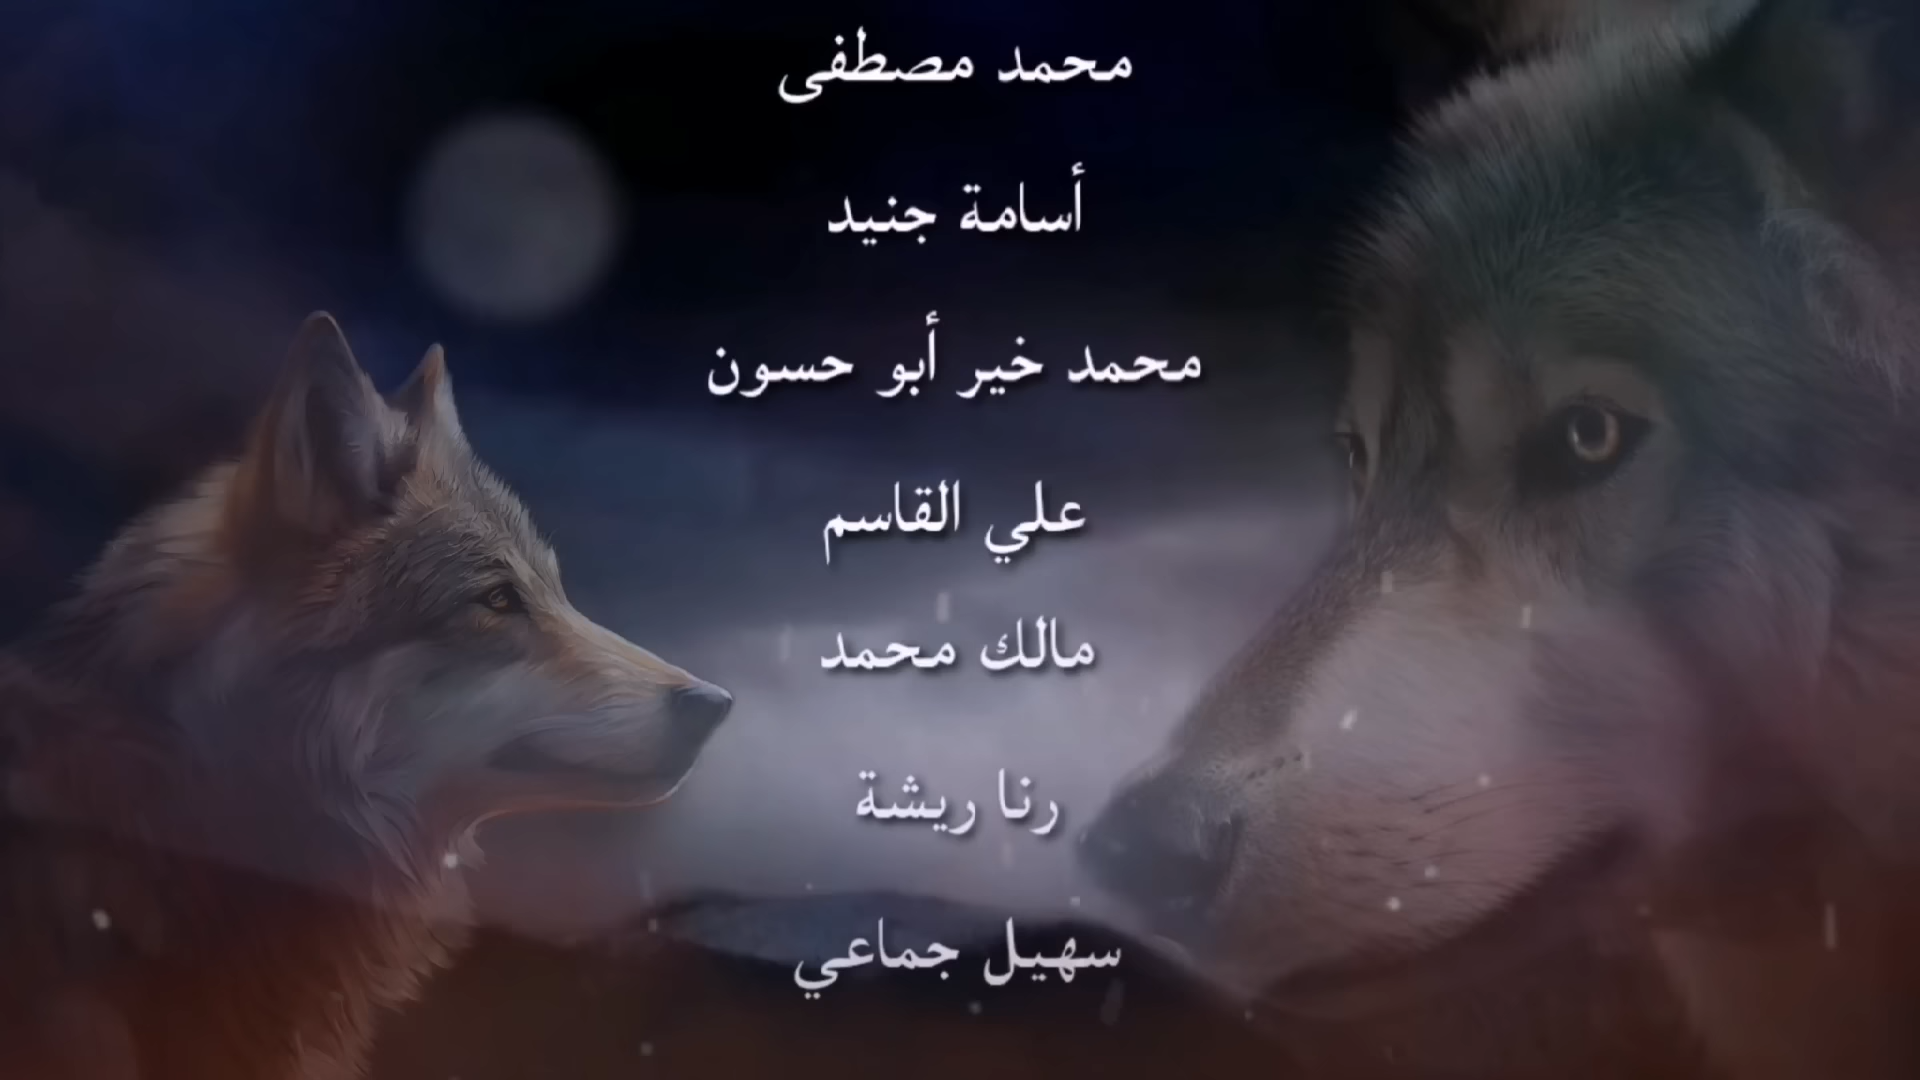 محمد مصطفى
أسامة جنيد
محمد خير أبو حسون
علي القاسم
مالك محمد
رنا ريشة
سهيل جماعي